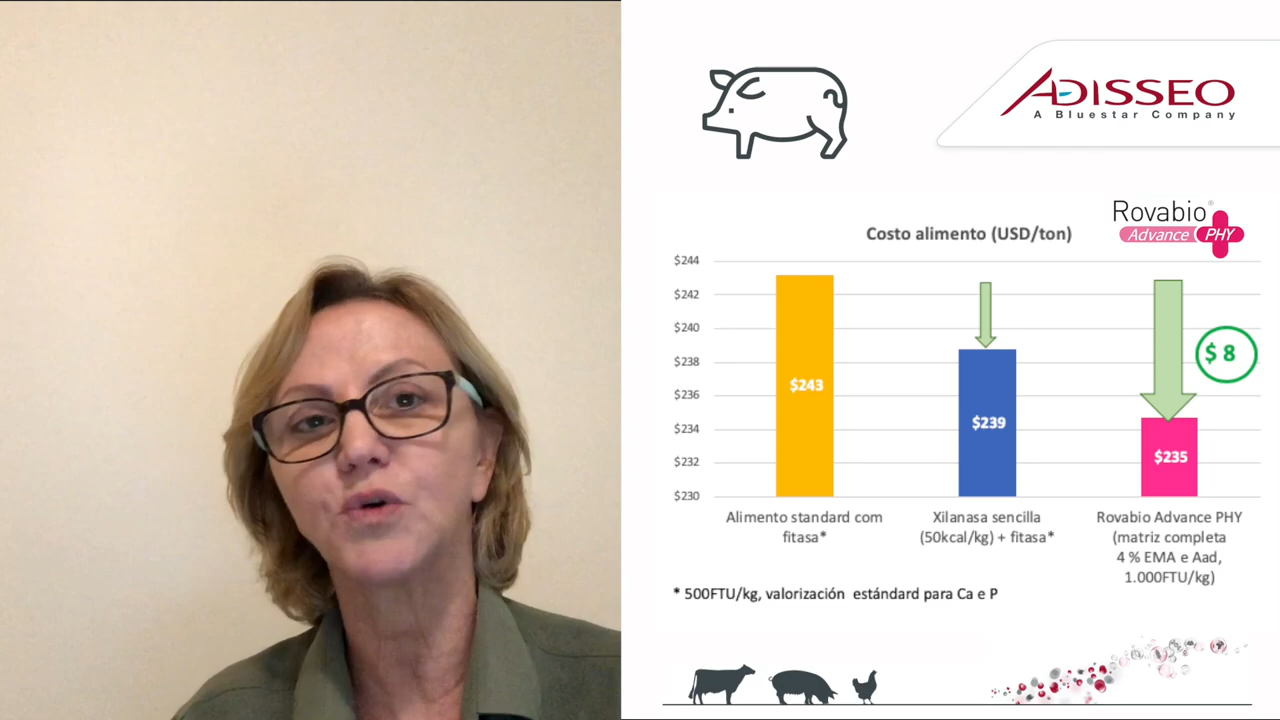 ADISSEO
A Bluestar Company
Rovabio®
Advance PHY
Costo alimento (USD/ton)
$244
$242
$240
$238
$236
$234
$232
$230
$243
$239
$235
$ 8
Alimento standard com
fitasa*
Xilanasa sencilla
(50kcal/kg) + fitasa*
Rovabio Advance PHY
(matriz completa
4 % EMA e Aad,
1.000FTU/kg)
* 500FTU/kg, valorización estándard para Ca e P